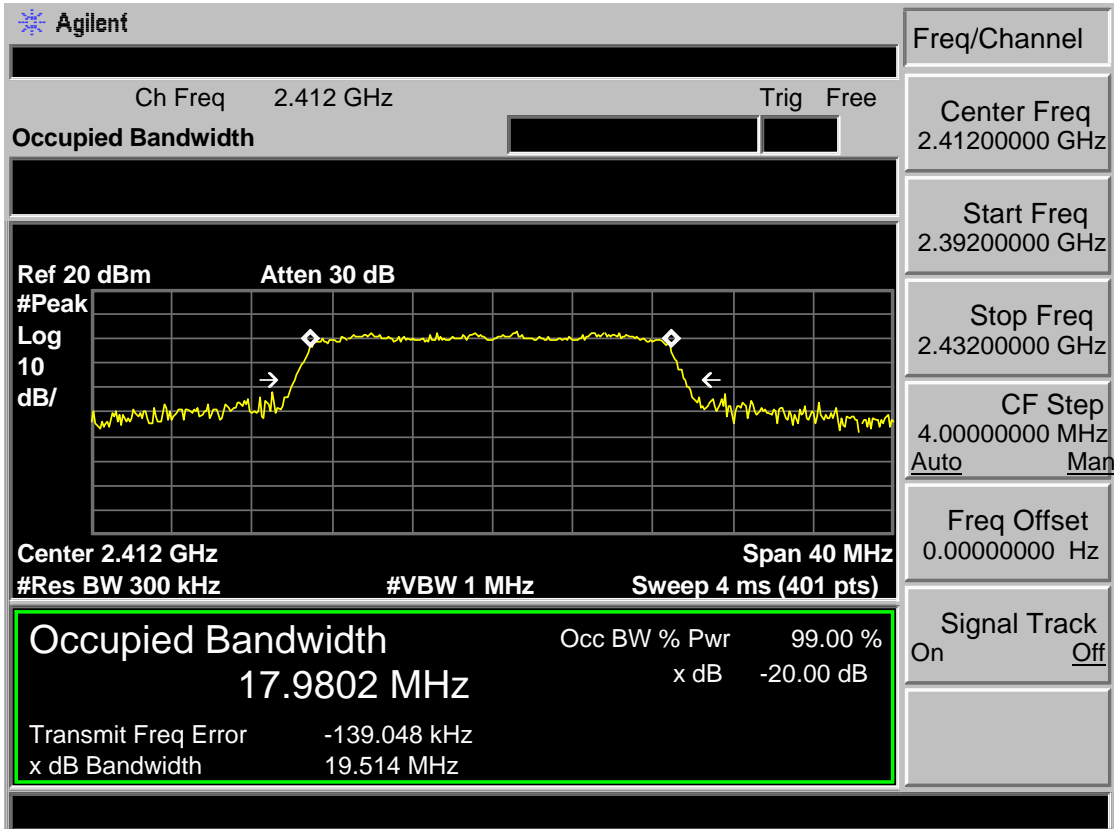 Agilent
Freq/Channel
Ch Freq 2.412 GHz Trig Free
Occupied Bandwidth
Center Freq
2.41200000 GHz
Start Freq
2.39200000 GHz
Stop Freq
2.43200000 GHz
CF Step
4.00000000 MHz
Auto Man
Freq Offset
0.00000000 Hz
Signal Track
On Off
Ref 20 dBm Atten 30 dB
#Peak
Log
10
dB/
Center 2.412 GHz Span 40 MHz
#Res BW 300 kHz #VBW 1 MHz Sweep 4 ms (401 pts)
Occupied Bandwidth Occ BW % Pwr 99.00 %
17.9802 MHz x dB -20.00 dB
Transmit Freq Error -139.048 kHz
x dB Bandwidth 19.514 MHz